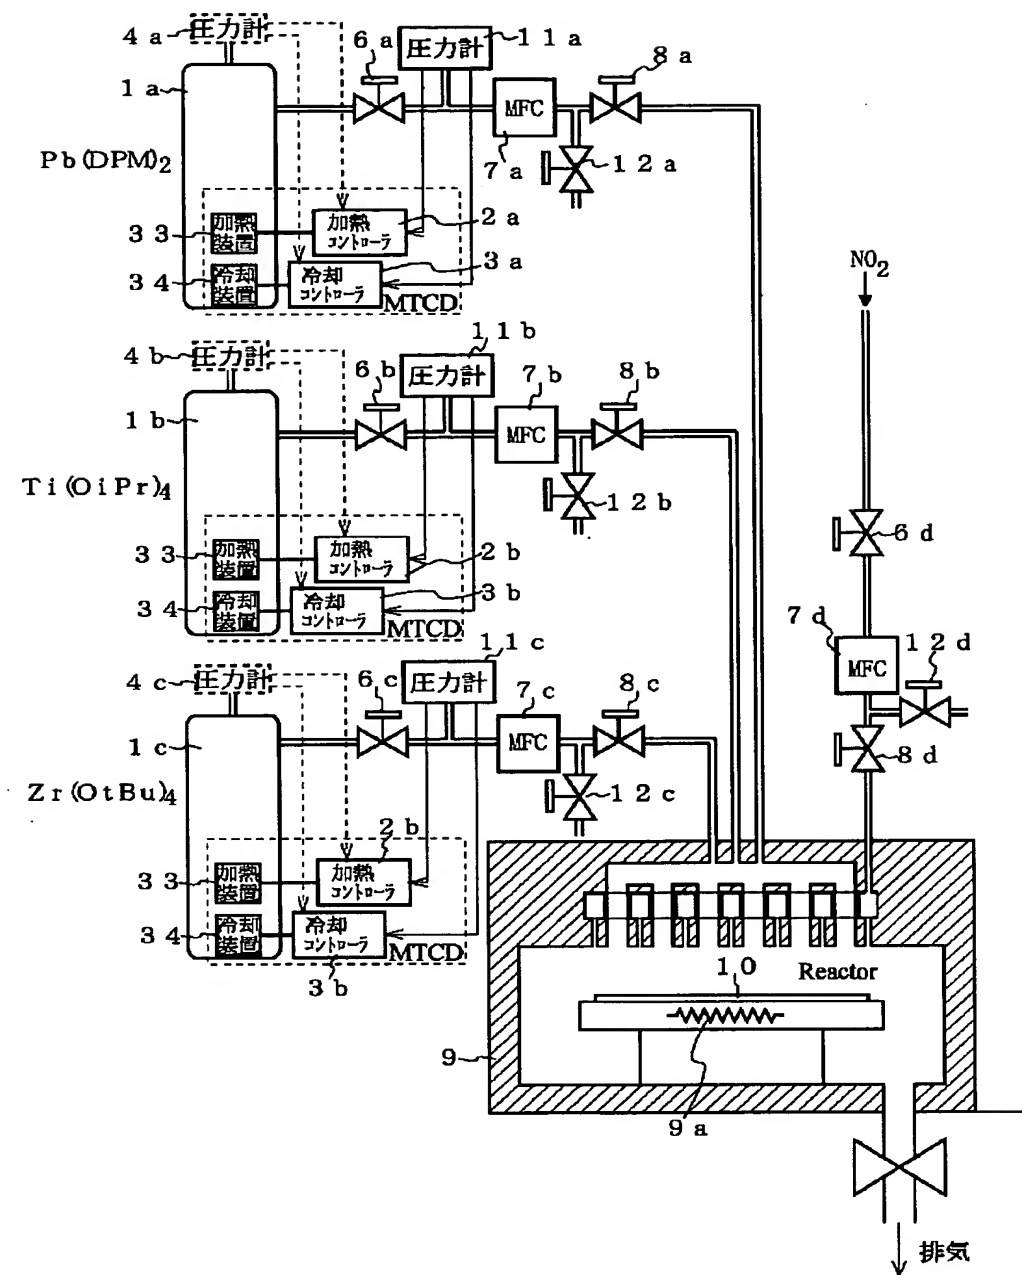 4a 圧力計
6a
圧力計 11a
8a
1a
MFC
Pb(DPM)2
7a
12a
加熱装置
33
加熱コントローラ
2a
冷却装置
34
冷却コントローラ
3a
MTCD
NO2
4b 圧力計
6b
圧力計
11b
7b
8b
1b
MFC
Ti(OiPr)4
12b
加熱装置
33
加熱コントローラ
2b
冷却装置
34
冷却コントローラ
3b
MTCD
6d
7d
MFC
12d
8d
4c 圧力計
6c
圧力計
11c
7c
8c
1c
MFC
Zr(OtBu)4
12c
2b
加熱装置
33
加熱コントローラ
冷却装置
34
冷却コントローラ
MTCD
3b
10
Reactor
9
9a
排気